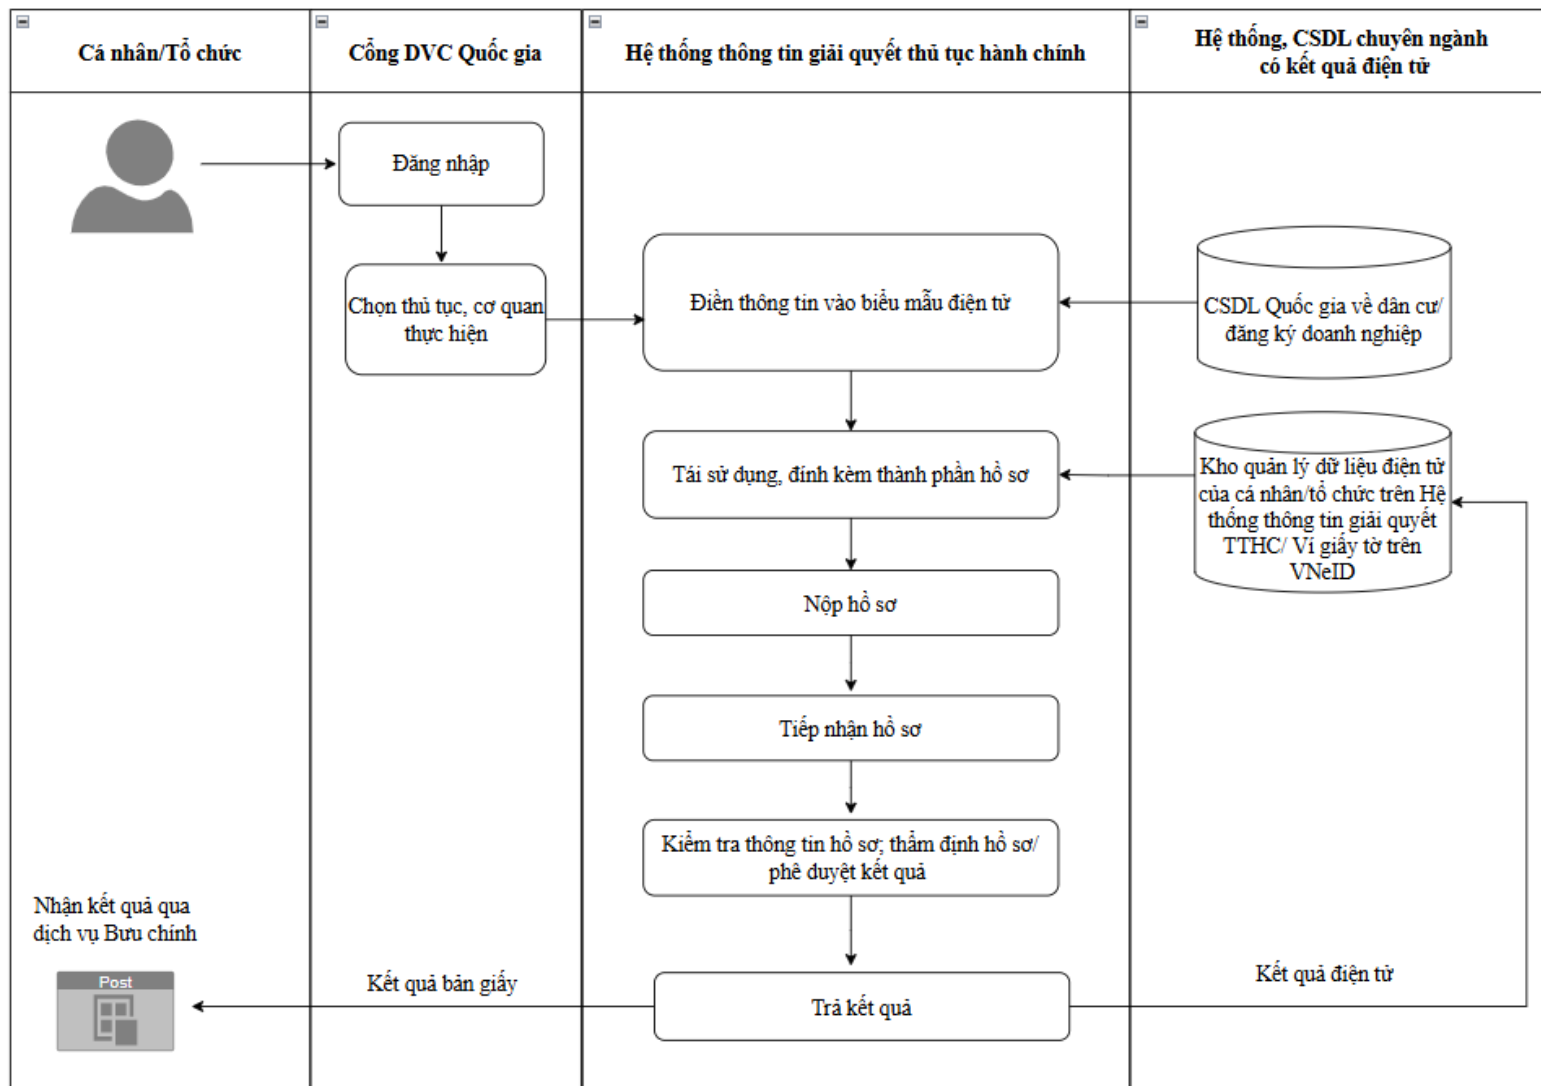 Cá nhân/Tổ chức
Cổng DVC Quốc gia
Hệ thống thông tin giải quyết thủ tục hành chính
Hệ thống, CSDL chuyên ngành
có kết quả điện tử
Đăng nhập
Chọn thủ tục, cơ quan
thực hiện
Điền thông tin vào biểu mẫu điện tử
CSDL Quốc gia về dân cư/
đăng ký doanh nghiệp
Tái sử dụng, đính kèm thành phần hồ sơ
Kho quản lý dữ liệu điện tử
của cá nhân/tổ chức trên Hệ
thống thông tin giải quyết
TTHC/ Ví giấy tờ trên
VNeID
Nộp hồ sơ
Tiếp nhận hồ sơ
Kiểm tra thông tin hồ sơ; thẩm định hồ sơ/
phê duyệt kết quả
Nhận kết quả qua
dịch vụ Bưu chính
Post
Kết quả bản giấy
Trả kết quả
Kết quả điện tử